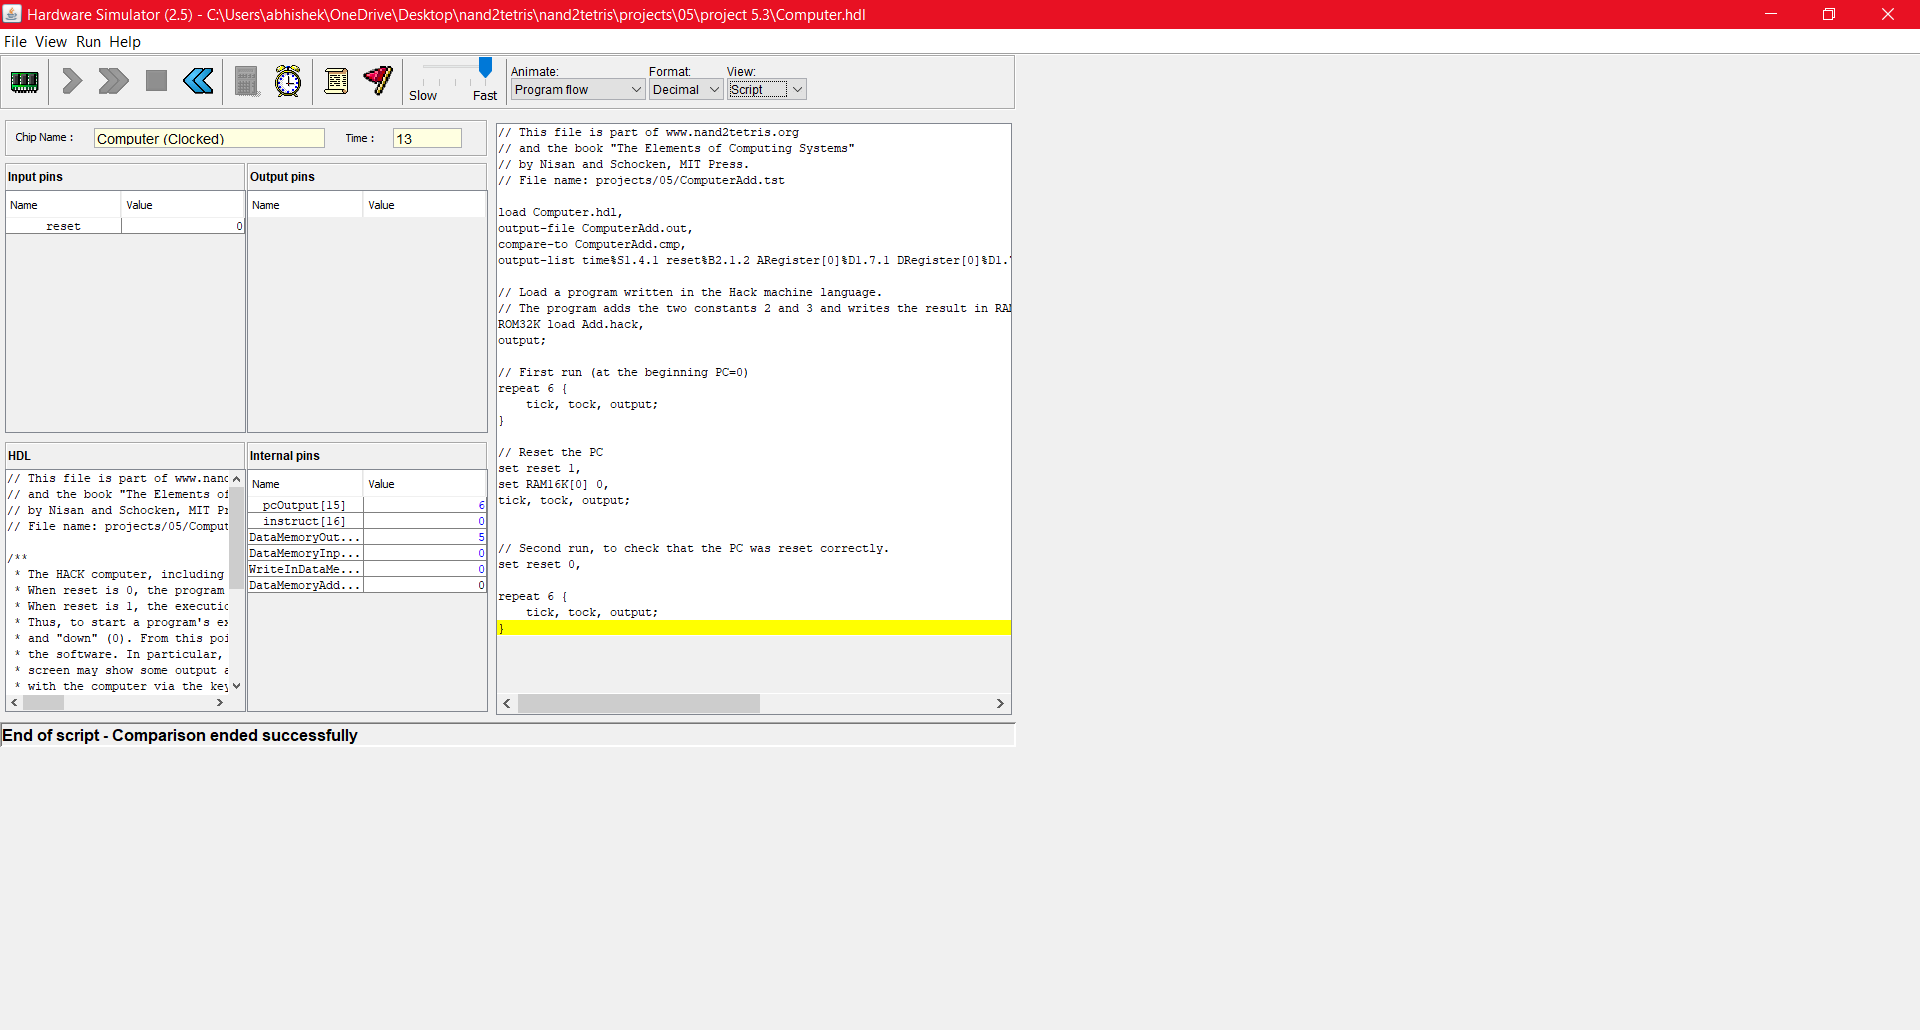 Hardware Simulator (2.5) - C:\Users\abhishek\OneDrive\Desktop\nand2tetris\nand2tetris\projects\05\project 5.3\Computer.hdl
File View Run Help
Slow Fast
Animate: Format: View:
Program flow Decimal Script
Chip Name : Computer (Clocked) Time : 13
Input pins
Name Value
reset 0
Output pins
Name Value
HDL
// This file is part of www.nand
// and the book "The Elements of
// by Nisan and Schocken, MIT Pr
// File name: projects/05/Comput
/**
* The HACK computer, including
* When reset is 0, the program
* When reset is 1, the executio
* Thus, to start a program's ex
* and "down" (0). From this poi
* the software. In particular,
* screen may show some output a
* with the computer via the key
Internal pins
Name Value
pcOutput[15] 6
instruct[16] 0
DataMemoryOut... 5
DataMemoryInp... 0
WriteInDataMe... 0
DataMemoryAdd... 0
// This file is part of www.nand2tetris.org
// and the book "The Elements of Computing Systems"
// by Nisan and Schocken, MIT Press.
// File name: projects/05/ComputerAdd.tst
load Computer.hdl,
output-file ComputerAdd.out,
compare-to ComputerAdd.cmp,
output-list time%S1.4.1 reset%B2.1.2 ARegister[0]%D1.7.1 DRegister[0]%D1.
// Load a program written in the Hack machine language.
// The program adds the two constants 2 and 3 and writes the result in RAM
ROM32K load Add.hack,
output;
// First run (at the beginning PC=0)
repeat 6 {
tick, tock, output;
}
// Reset the PC
set reset 1,
set RAM16K[0] 0,
tick, tock, output;
// Second run, to check that the PC was reset correctly.
set reset 0,
repeat 6 {
tick, tock, output;
}
End of script - Comparison ended successfully